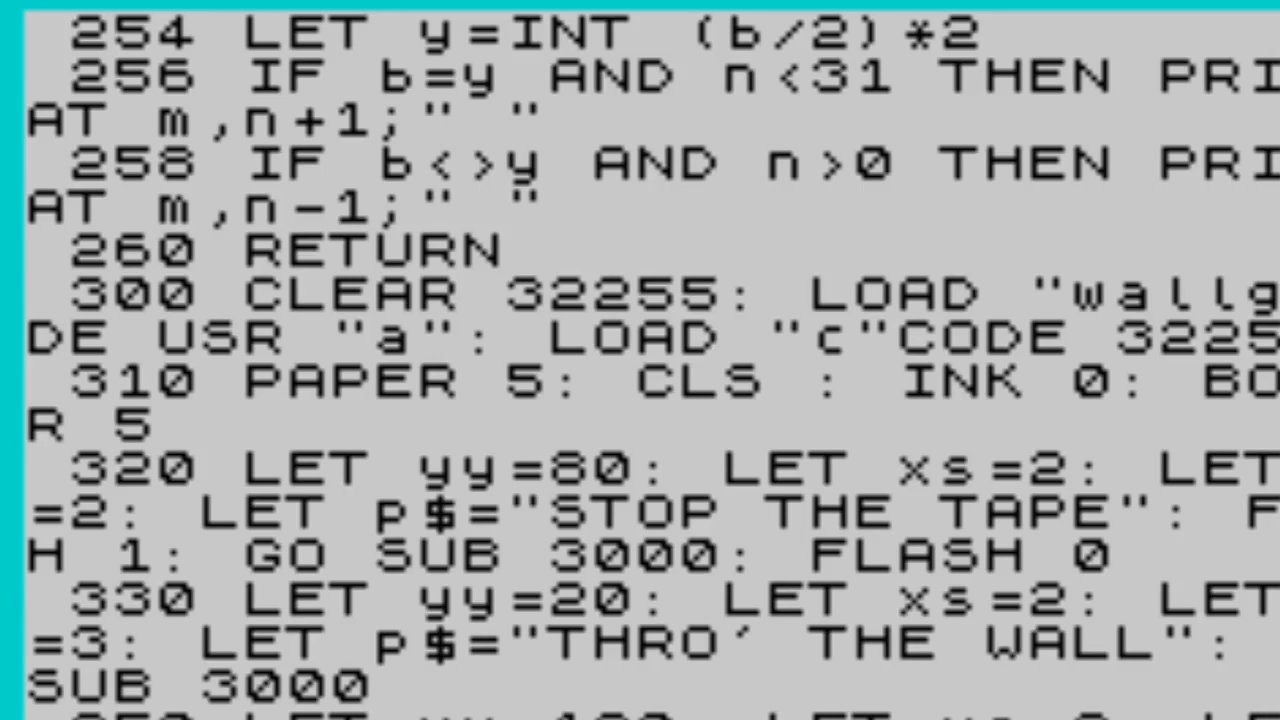 254 LET y=INT (b/2)*2
256 IF b=y AND n<31 THEN PRI
AT m,n+1;" "
258 IF b<>y AND n>0 THEN PRI
AT m,n-1;" "
260 RETURN
300 CLEAR 32255: LOAD "wallg
DE USR "a": LOAD "c"CODE 3225
310 PAPER 5: CLS : INK 0: BO
R 5
320 LET yy=80: LET xs=2: LET
=2: LET p$="STOP THE TAPE": F
H 1: GO SUB 3000: FLASH 0
330 LET yy=20: LET xs=2: LET
=3: LET p$="THRO' THE WALL":
SUB 3000